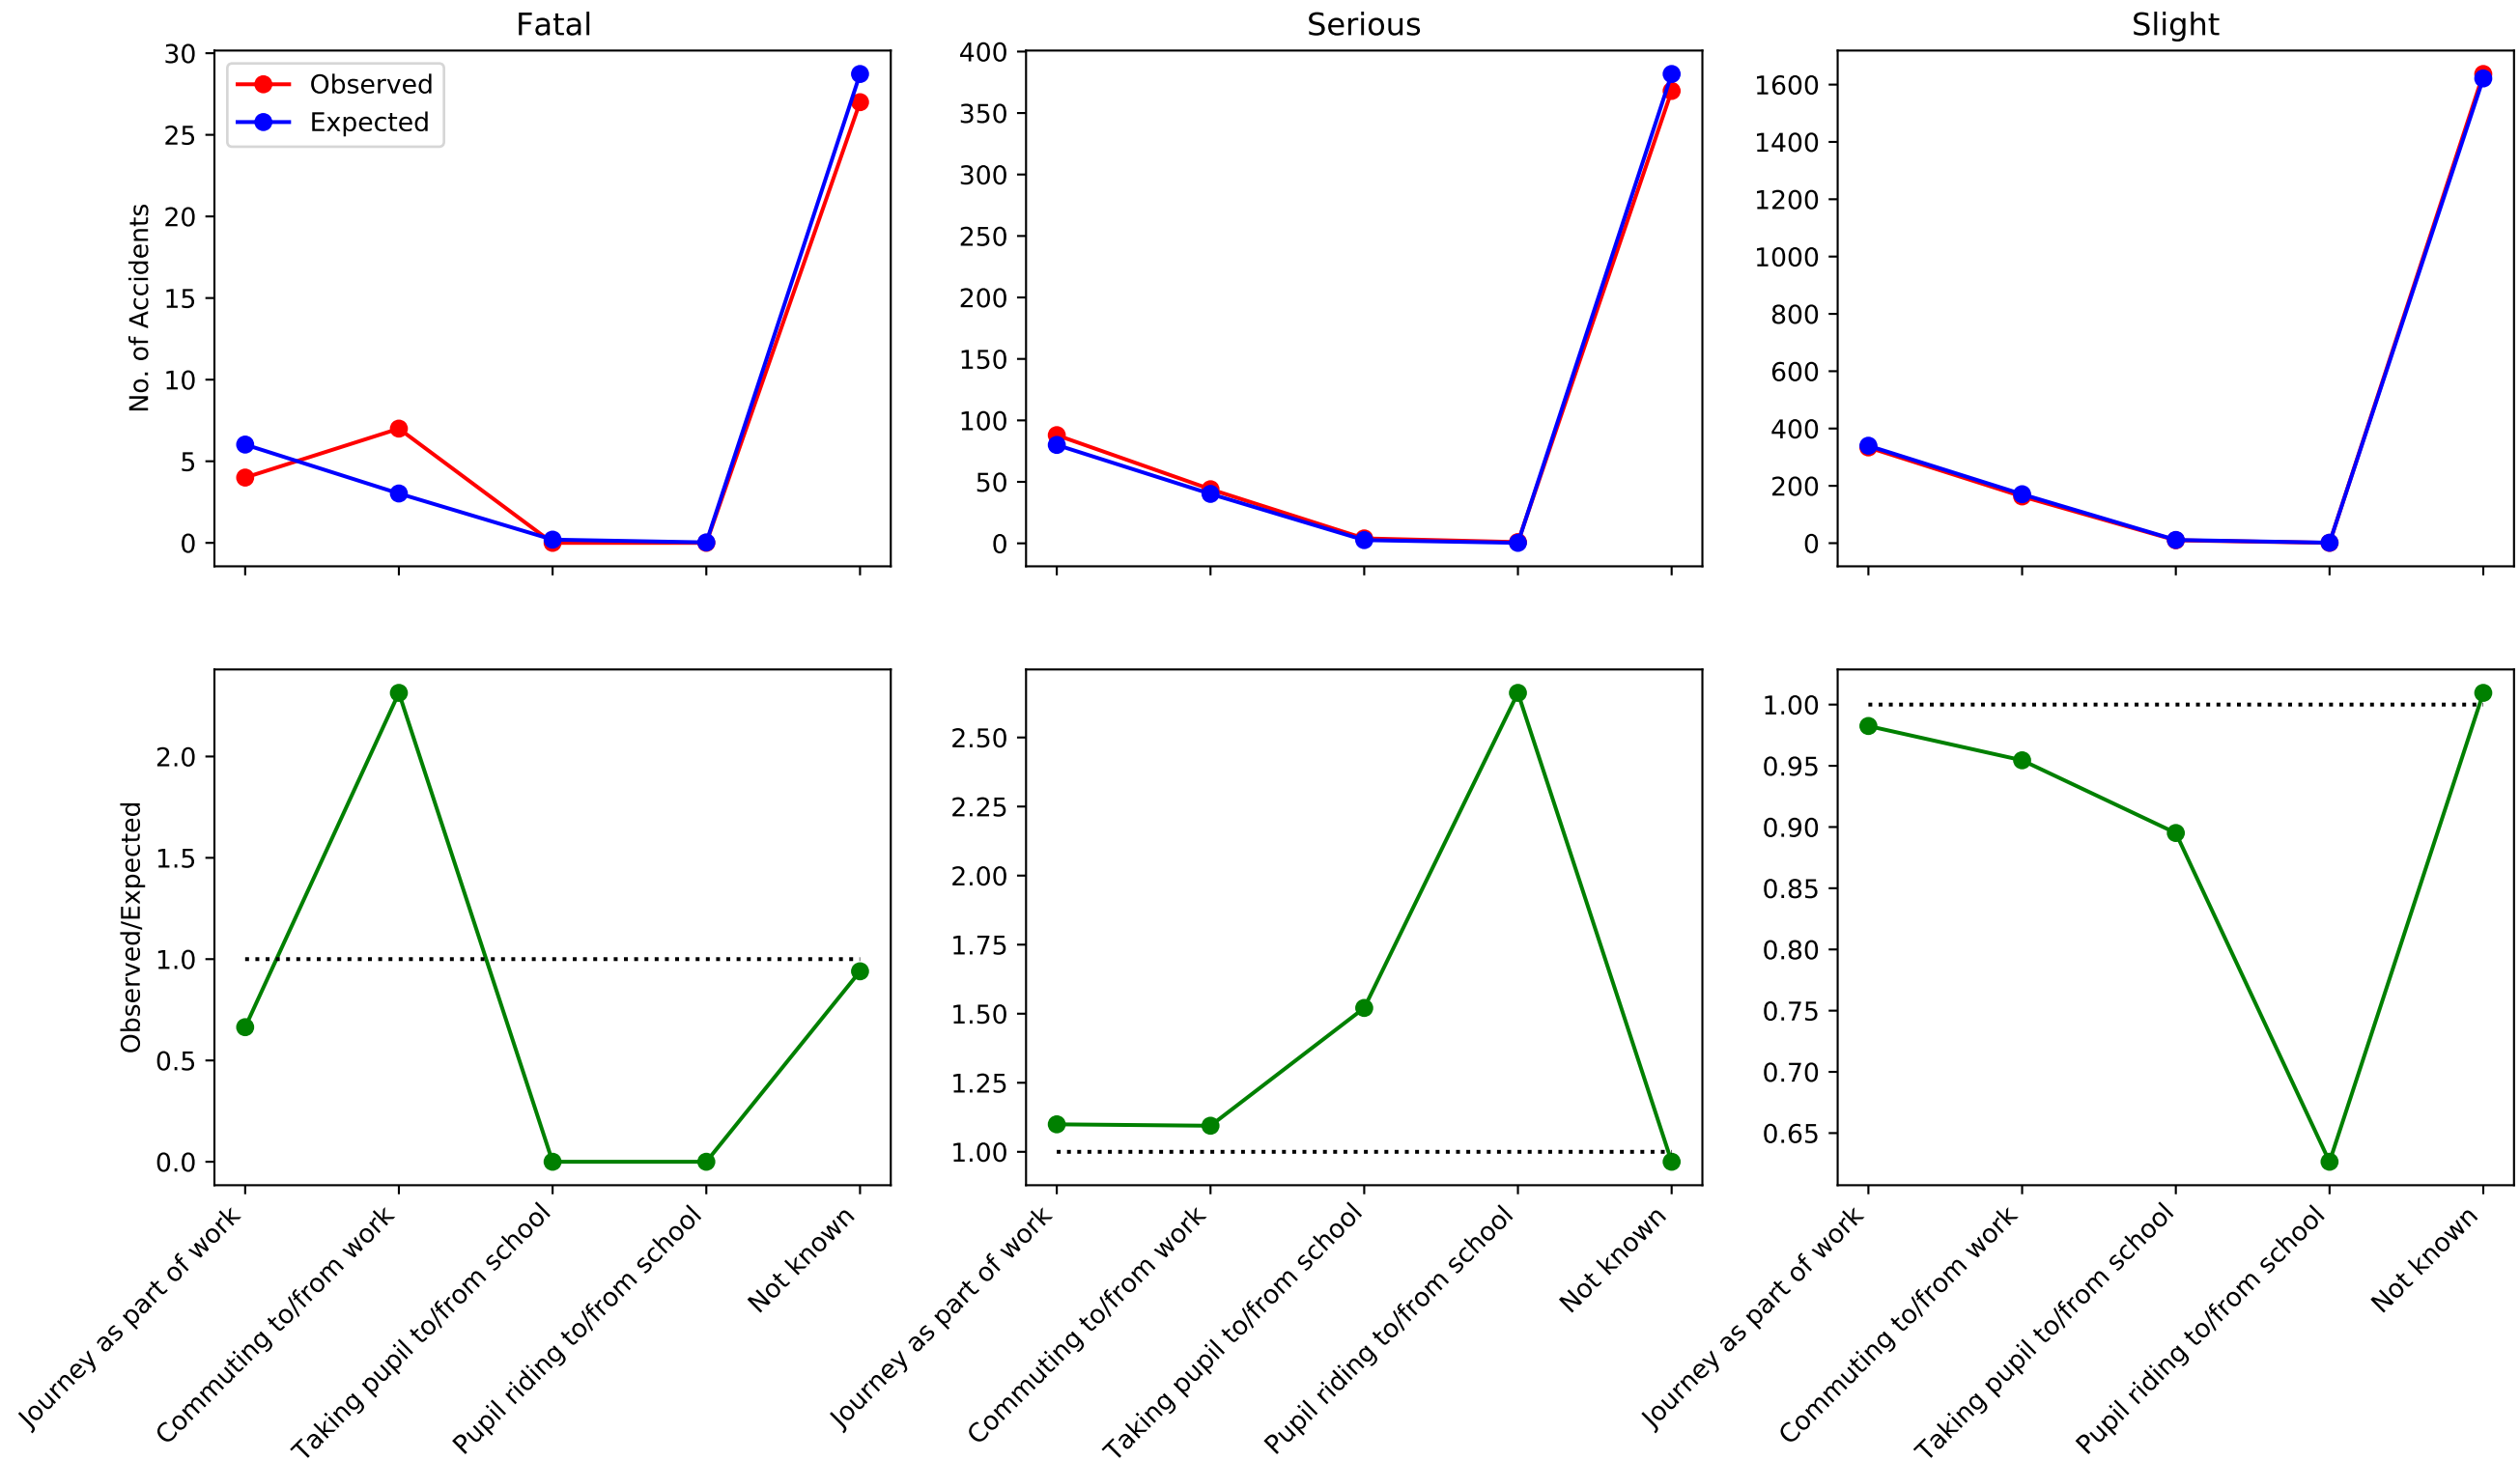 Fatal
Serious
Slight
Observed
Expected
No. of Accidents
30
25
20
15
10
5
0
400
350
300
250
200
150
100
50
0
1600
1400
1200
1000
800
600
400
200
0
Observed/Expected
2.0
1.5
1.0
0.5
0.0
2.50
2.25
2.00
1.75
1.50
1.25
1.00
1.00
0.95
0.90
0.85
0.80
0.75
0.70
0.65
Journey as part of work
Commuting to/from work
Taking pupil to/from school
Pupil riding to/from school
Not known
Journey as part of work
Commuting to/from work
Taking pupil to/from school
Pupil riding to/from school
Not known
Journey as part of work
Commuting to/from work
Taking pupil to/from school
Pupil riding to/from school
Not known